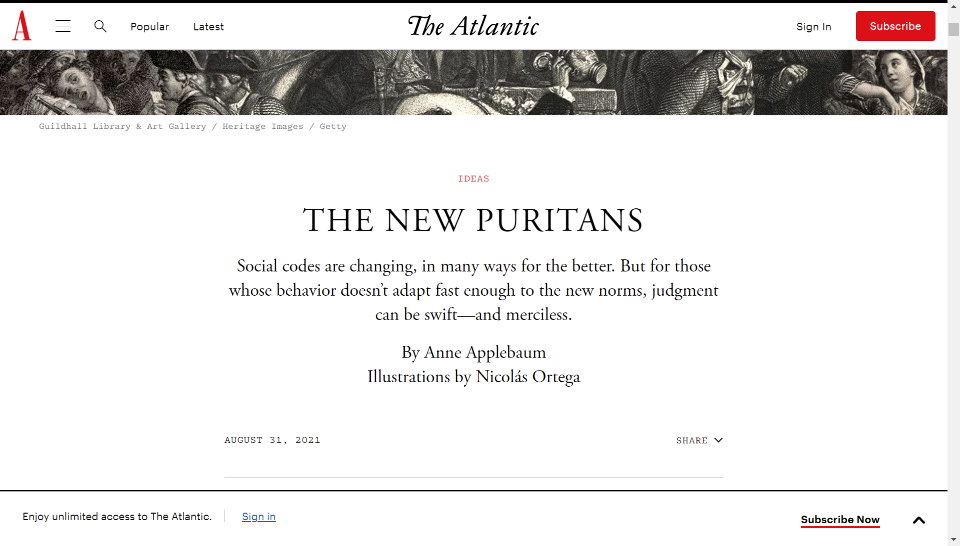 A
Popular
Latest
The Atlantic
Sign In
Subscribe
Guildhall Library & Art Gallery / Heritage Images / Getty
IDEAS
THE NEW PURITANS
Social codes are changing, in many ways for the better. But for those
whose behavior doesn’t adapt fast enough to the new norms, judgment
can be swift—and merciless.
By Anne Applebaum
Illustrations by Nicolás Ortega
AUGUST 31, 2021
SHARE
Enjoy unlimited access to The Atlantic.
Sign in
Subscribe Now